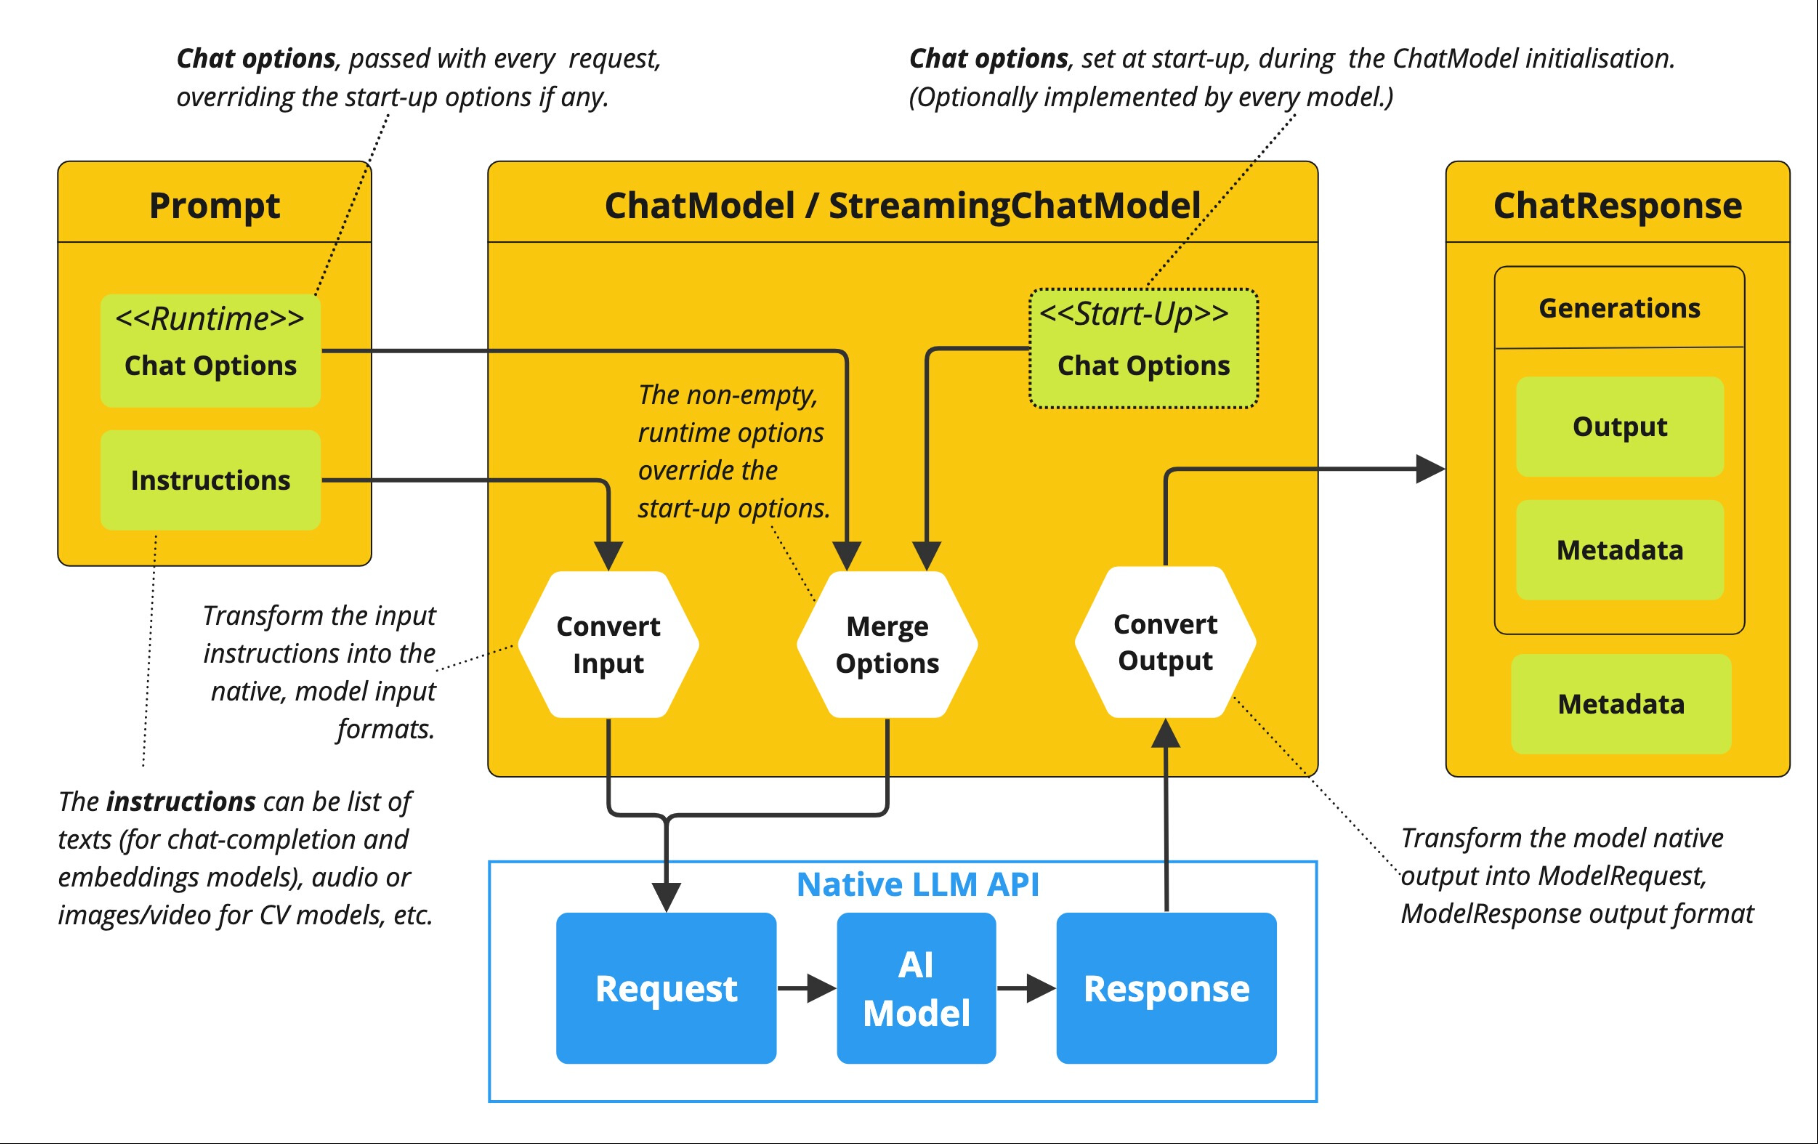 Chat options, passed with every request,
overriding the start-up options if any.
Chat options, set at start-up, during the ChatModel initialisation.
(Optionally implemented by every model.)
Prompt
<<Runtime>>
Chat Options
Instructions
ChatModel / StreamingChatModel
<<Start-Up>>
Chat Options
The non-empty,
runtime options
override the
start-up options.
Convert
Input
Merge
Options
Convert
Output
ChatResponse
Generations
Output
Metadata
Metadata
Transform the input
instructions into the
native, model input
formats.
The instructions can be list of
texts (for chat-completion and
embeddings models), audio or
images/video for CV models, etc.
Transform the model native
output into ModelRequest,
ModelResponse output format
Native LLM API
Request
AI
Model
Response